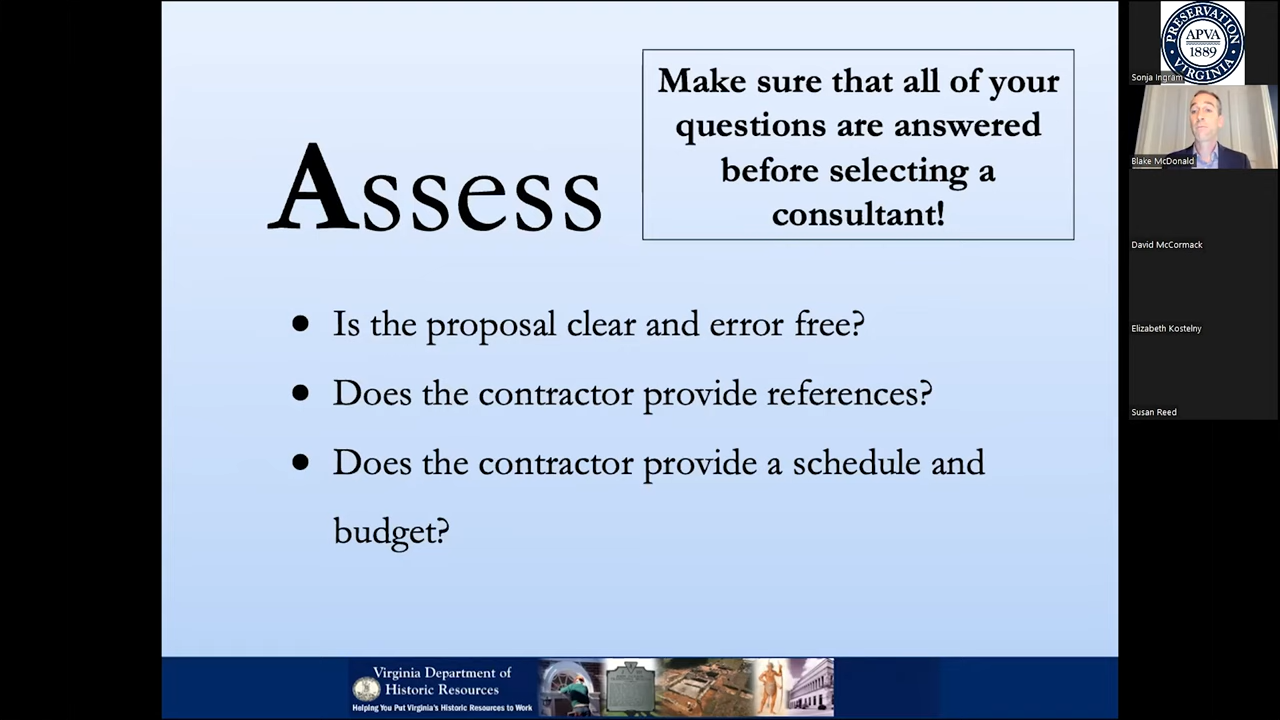 Make sure that all of your
questions are answered
before selecting a
consultant!
Assess
● Is the proposal clear and error free?
● Does the contractor provide references?
● Does the contractor provide a schedule and
budget?
Virginia Department of
Historic Resources
Helping You Put Virginia's Historic Resources to Work
PRESERVATION
APVA
1889
VIRGINIA
Sonja Ingram
Blake McDonald
David McCormack
Elizabeth Kostelny
Susan Reed